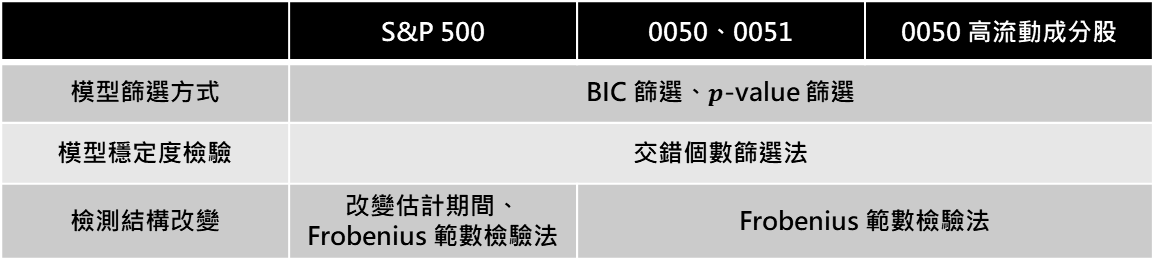 S&P 500
0050、0051
0050 高流動成分股
模型篩選方式
BIC 篩選、p-value 篩選
模型穩定度檢驗
交錯個數篩選法
檢測結構改變
改變估計期間、
Frobenius 範數檢驗法
Frobenius 範數檢驗法